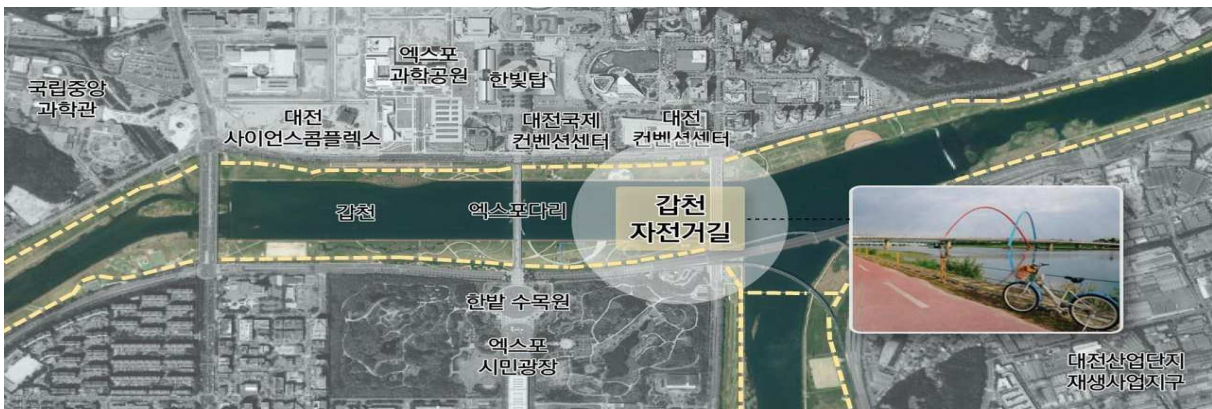 엑스포
과학공원
한빛탑
국립중앙
과학관
대전
사이언스콤플렉스
대전국제
컨벤션센터
대전
컨벤션센터
갑천
엑스포다리
갑천
자전거길
한밭 수목원
엑스포
시민광장
대전산업단지
재생사업지구